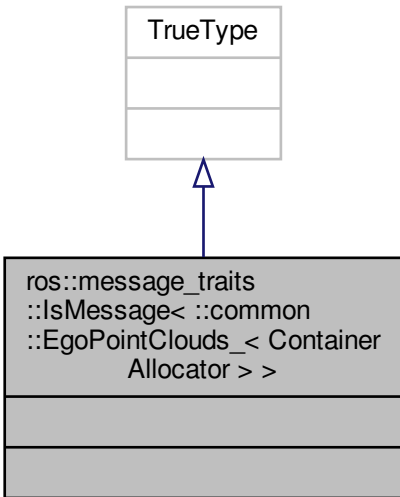 TrueType
ros::message_traits
::IsMessage< ::common
::EgoPointClouds_< Container
Allocator > >